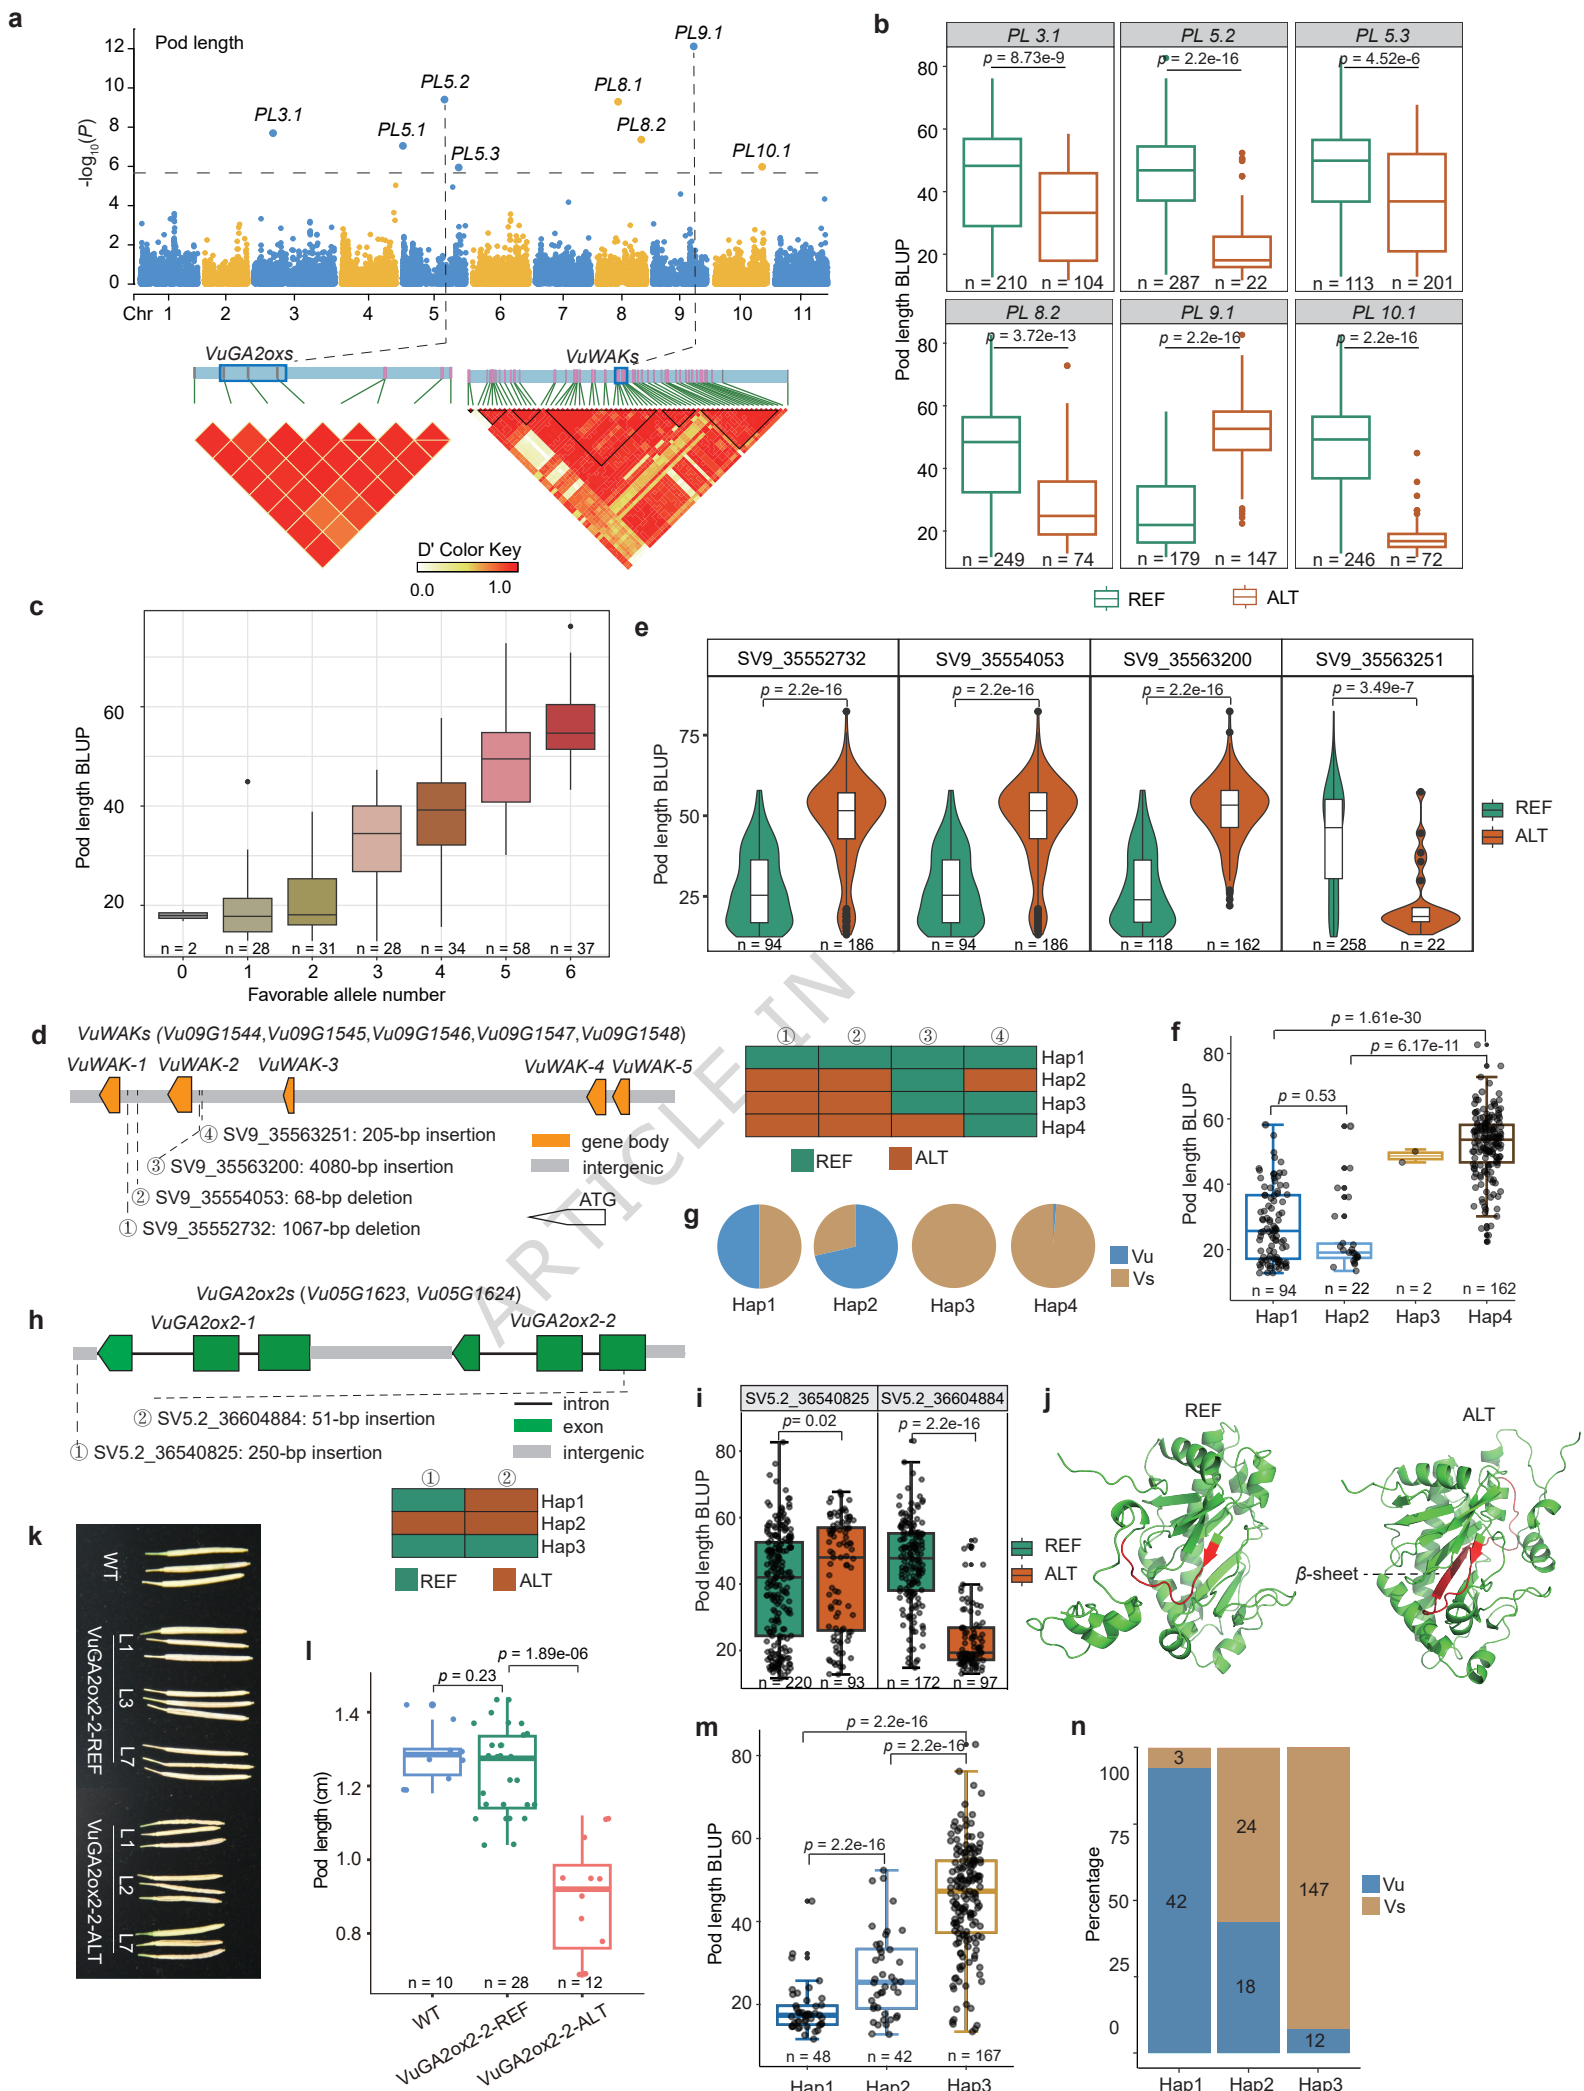 a
Pod length
-log10(P)
12
10
8
6
4
2
0
PL3.1
PL5.1
PL5.2
PL5.3
PL8.1
PL8.2
PL9.1
PL10.1
Chr 1 2 3 4 5 6 7 8 9 10 11
VuGA2oxs
VuWAKs
D' Color Key
0.0 1.0
b
Pod length BLUP
PL 3.1 PL 5.2 PL 5.3
p = 8.73e-9 p = 2.2e-16 p = 4.52e-6
80
60
40
20
n = 210 n = 104 n = 287 n = 22 n = 113 n = 201
PL 8.2 PL 9.1 PL 10.1
p = 3.72e-13 p = 2.2e-16 p = 2.2e-16
80
60
40
20
n = 249 n = 74 n = 179 n = 147 n = 246 n = 72
REF ALT
c
Pod length BLUP
60
40
20
n = 2 n = 28 n = 31 n = 28 n = 34 n = 58 n = 37
0 1 2 3 4 5 6
Favorable allele number
e
SV9_35552732 SV9_35554053 SV9_35563200 SV9_35563251
p = 2.2e-16 p = 2.2e-16 p = 2.2e-16 p = 3.49e-7
Pod length BLUP
75
50
25
n = 94 n = 186 n = 94 n = 186 n = 118 n = 162 n = 258 n = 22
REF
ALT
ARTICLE IN
d
VuWAKs (Vu09G1544,Vu09G1545,Vu09G1546,Vu09G1547,Vu09G1548)
VuWAK-1 VuWAK-2 VuWAK-3 VuWAK-4 VuWAK-5
④ SV9_35563251: 205-bp insertion
③ SV9_35563200: 4080-bp insertion
② SV9_35554053: 68-bp deletion
① SV9_35552732: 1067-bp deletion
gene body
intergenic
ATG
① ② ③ ④
Hap1
Hap2
Hap3
Hap4
REF ALT
f
p = 1.61e-30
p = 6.17e-11
p = 0.53
Pod length BLUP
80
60
40
20
n = 94 n = 22 n = 2 n = 162
Hap1 Hap2 Hap3 Hap4
g
Hap1 Hap2 Hap3 Hap4
Vu
Vs
h
VuGA2ox2s (Vu05G1623, Vu05G1624)
VuGA2ox2-1 VuGA2ox2-2
② SV5.2_36604884: 51-bp insertion
① SV5.2_36540825: 250-bp insertion
intron
exon
intergenic
① ②
Hap1
Hap2
Hap3
REF ALT
i
SV5.2_36540825 SV5.2_36604884
p= 0.02 p = 2.2e-16
Pod length BLUP
80
60
40
20
n = 220 n = 93 n = 172 n = 97
REF
ALT
j
REF ALT
β-sheet
k
WT
L1 L3 L7
VuGA2ox2-2-REF
L1 L2 L7
VuGA2ox2-2-ALT
l
p = 1.89e-06
p = 0.23
Pod length (cm)
1.4
1.2
1.0
0.8
n = 10 n = 28 n = 12
WT
VuGA2ox2-2-REF
VuGA2ox2-2-ALT
m
p = 2.2e-16
p = 2.2e-16
p = 2.2e-16
Pod length BLUP
80
60
40
20
n = 48 n = 42 n = 167
Hap1 Hap2 Hap3
n
Percentage
100
75
50
25
0
3
42
24
18
147
12
Hap1 Hap2 Hap3
Vu
Vs